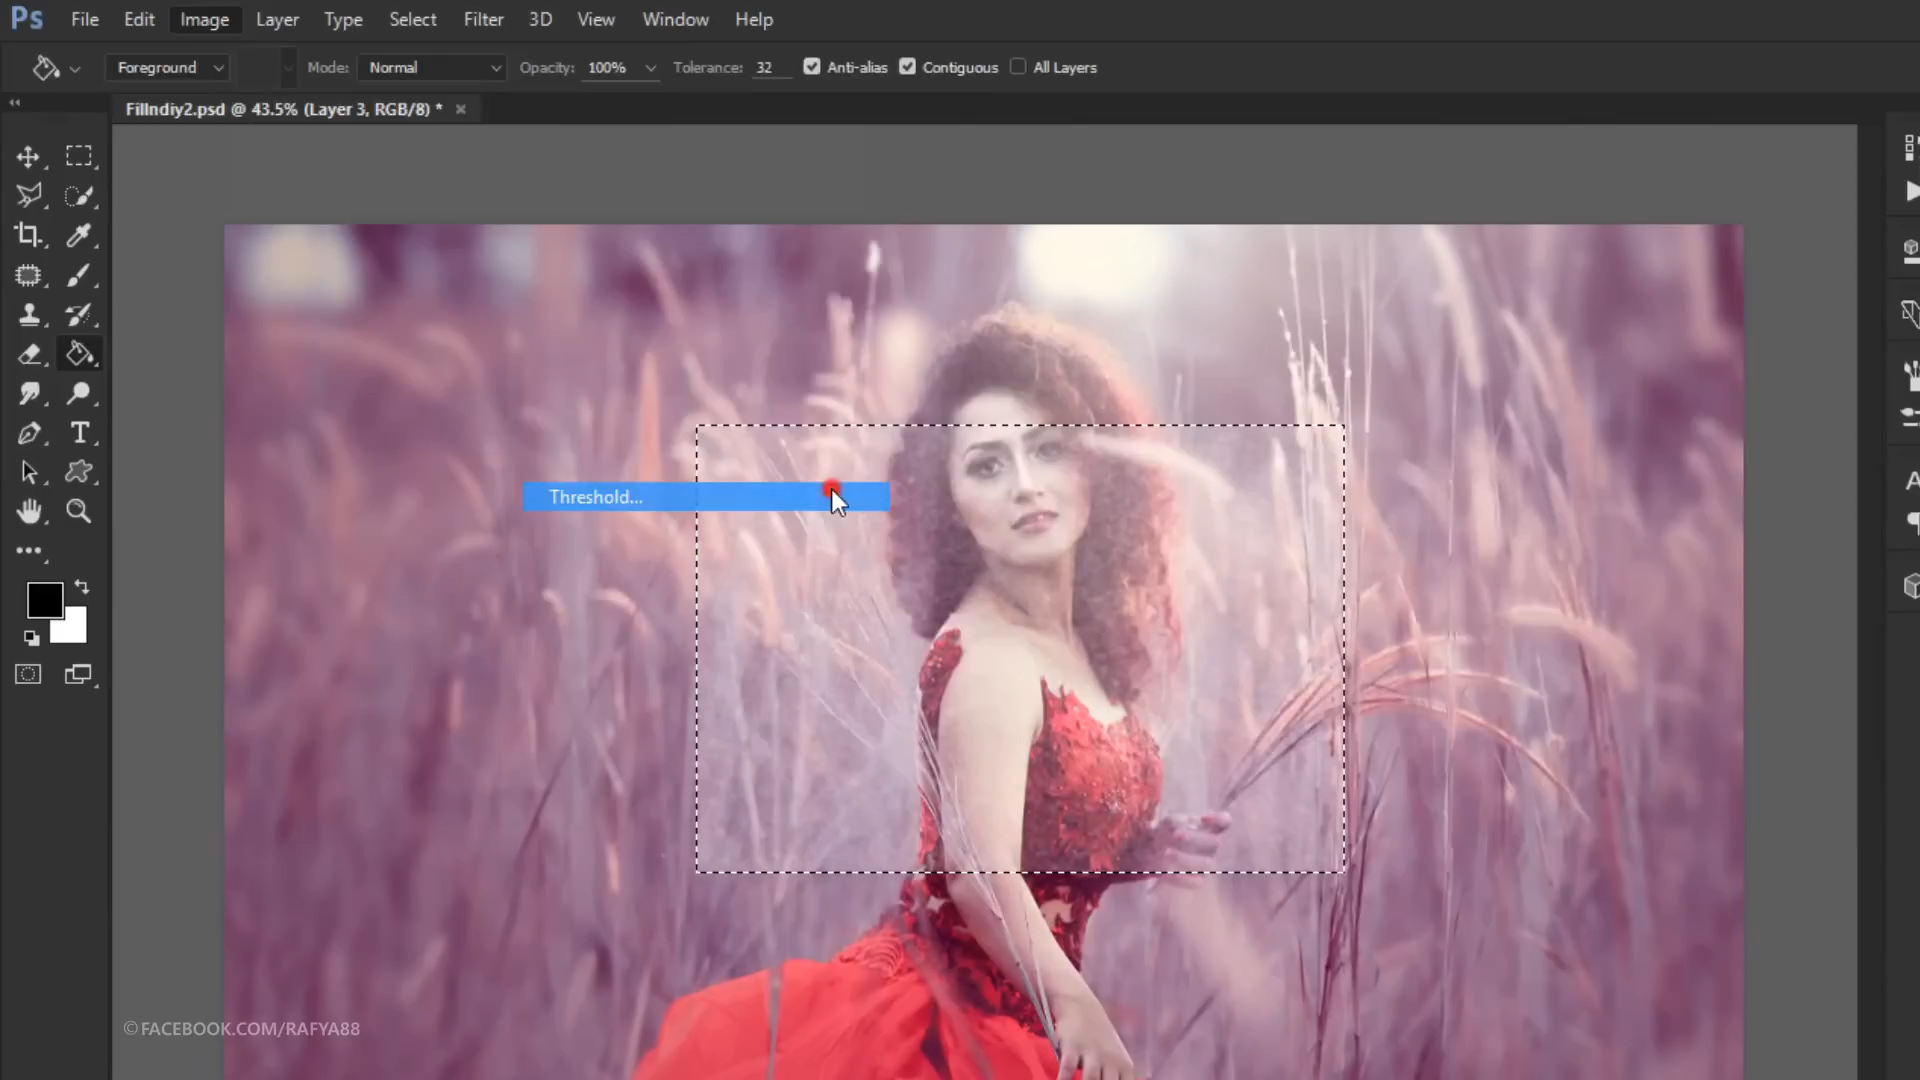 Ps File Edit Image Layer Type Select Filter 3D View Window Help
Foreground Mode: Normal Opacity: 100% Tolerance: 32 Anti-alias Contiguous All Layers
FillIndiy2.psd @ 43.5% (Layer 3, RGB/8) *
Threshold...
©FACEBOOK.COM/RAFYA88